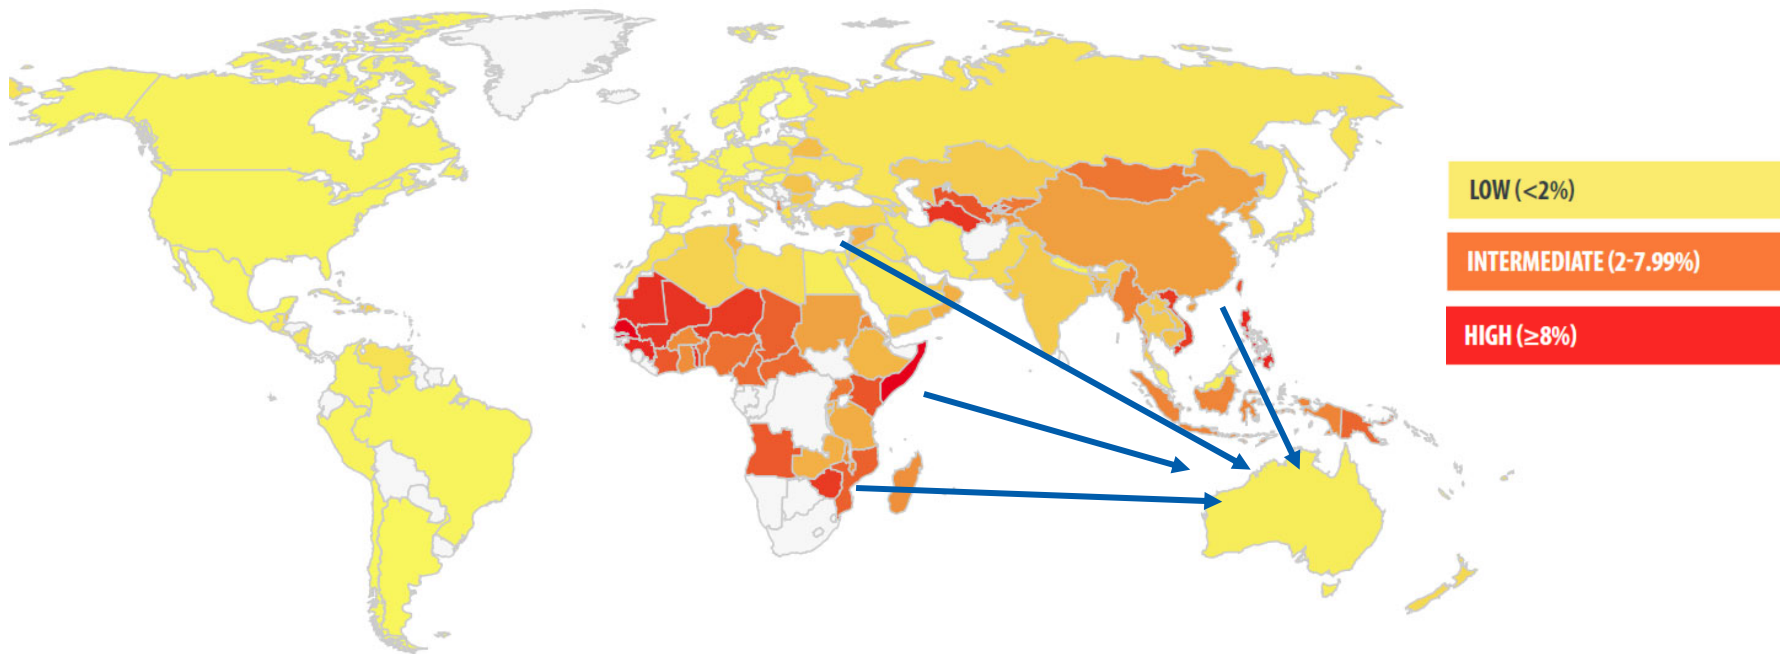 LOW (<2%)
INTERMEDIATE (2-7.99%)
HIGH (≥8%)